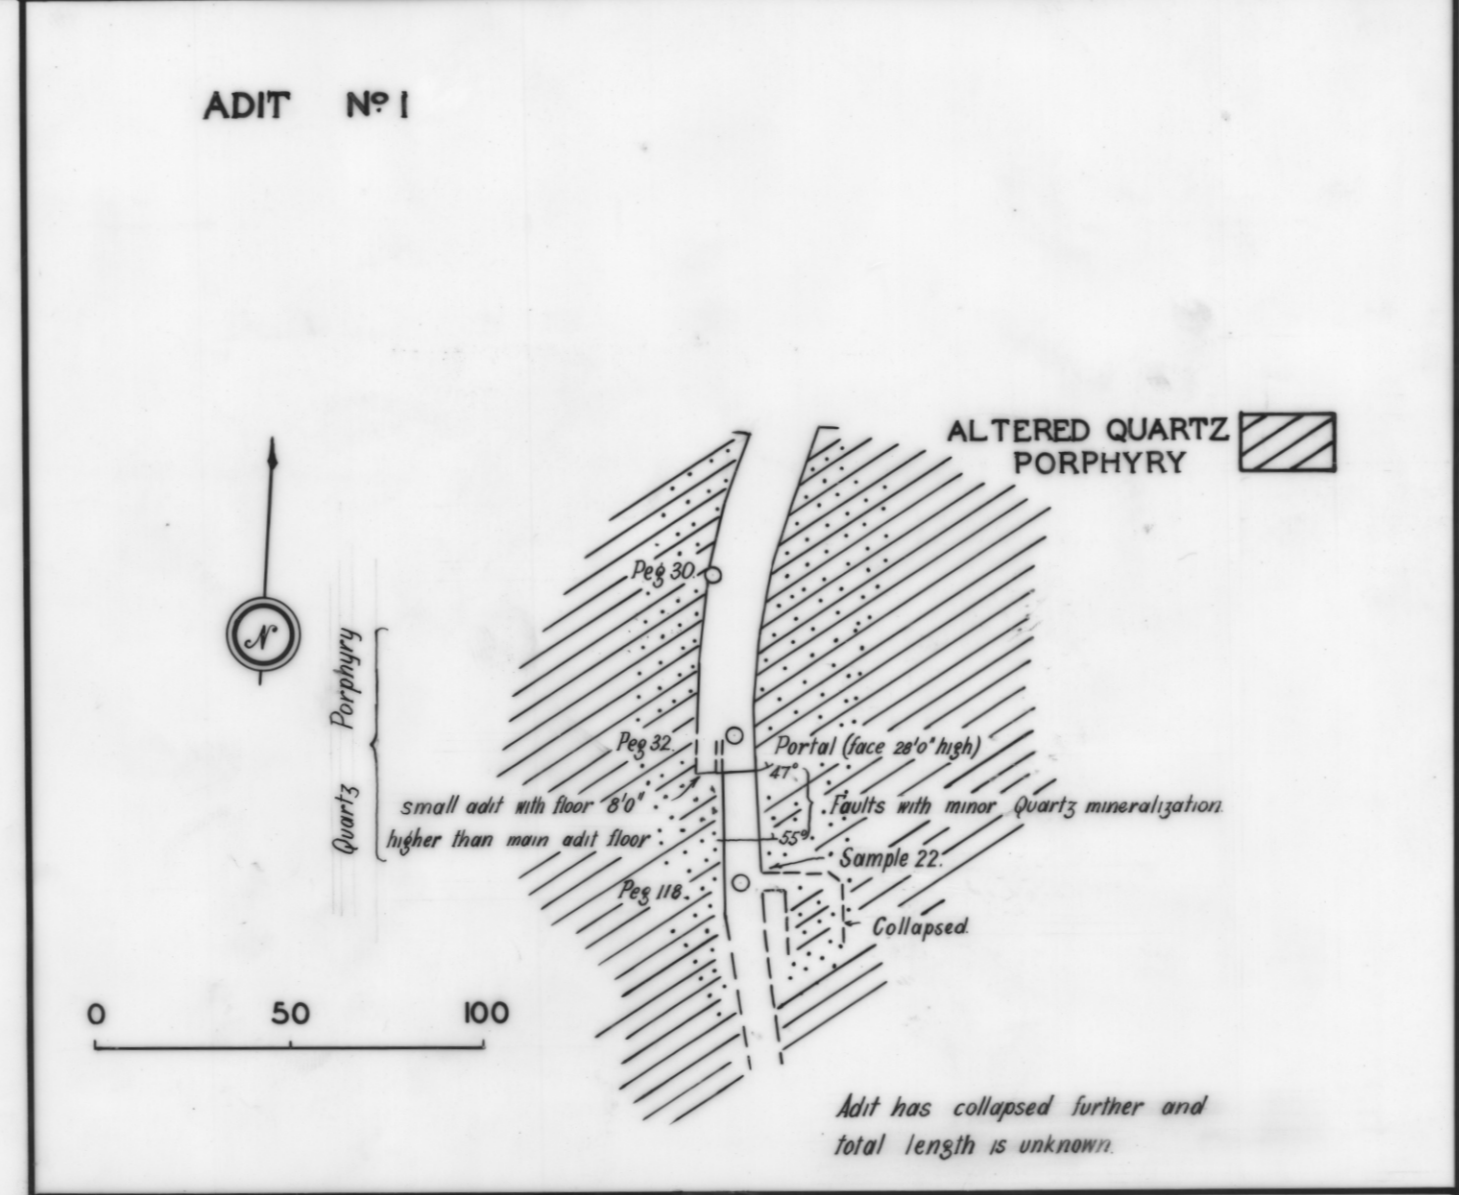 ADIT Nº 1
ALTERED QUARTZ
PORPHYRY
Peg 30.
N
Quartz Porphyry
Peg 32.
Portal (face 28'0" high)
47°
small adit with floor 8'0"
higher than main adit floor
Faults with minor Quartz mineralization.
55°
Sample 22.
Peg 118.
Collapsed.
0 50 100
Adit has collapsed further and
total length is unknown.